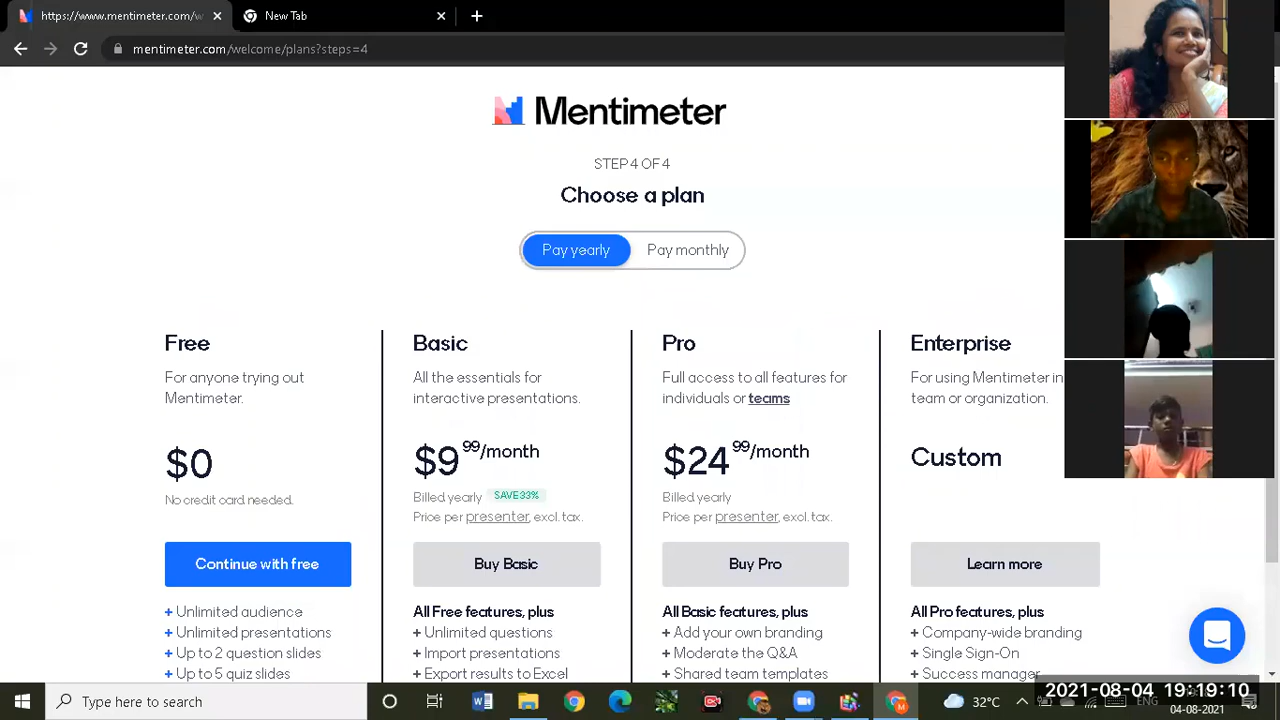 https://www.mentimeter.com/w
New Tab
mentimeter.com/welcome/plans?steps=4
Mentimeter
STEP 4 OF 4
Choose a plan
Pay yearly
Pay monthly
Free
For anyone trying out
Mentimeter.
$0
No credit card needed.
Continue with free
+ Unlimited audience
+ Unlimited presentations
+ Up to 2 question slides
+ Up to 5 quiz slides
Basic
All the essentials for
interactive presentations.
$9 99/month
Billed yearly SAVE 33%
Price per presenter, excl. tax.
Buy Basic
All Free features, plus
+ Unlimited questions
+ Import presentations
+ Export results to Excel
Pro
Full access to all features for
individuals or teams
$24 99/month
Billed yearly
Price per presenter, excl. tax.
Buy Pro
All Basic features, plus
+ Add your own branding
+ Moderate the Q&A
+ Shared team templates
Enterprise
For using Mentimeter in
team or organization.
Custom
Learn more
All Pro features, plus
+ Company-wide branding
+ Single Sign-On
+ Success manager
Type here to search
32°C
ENG
2021-08-04 19:19:10
04-08-2021